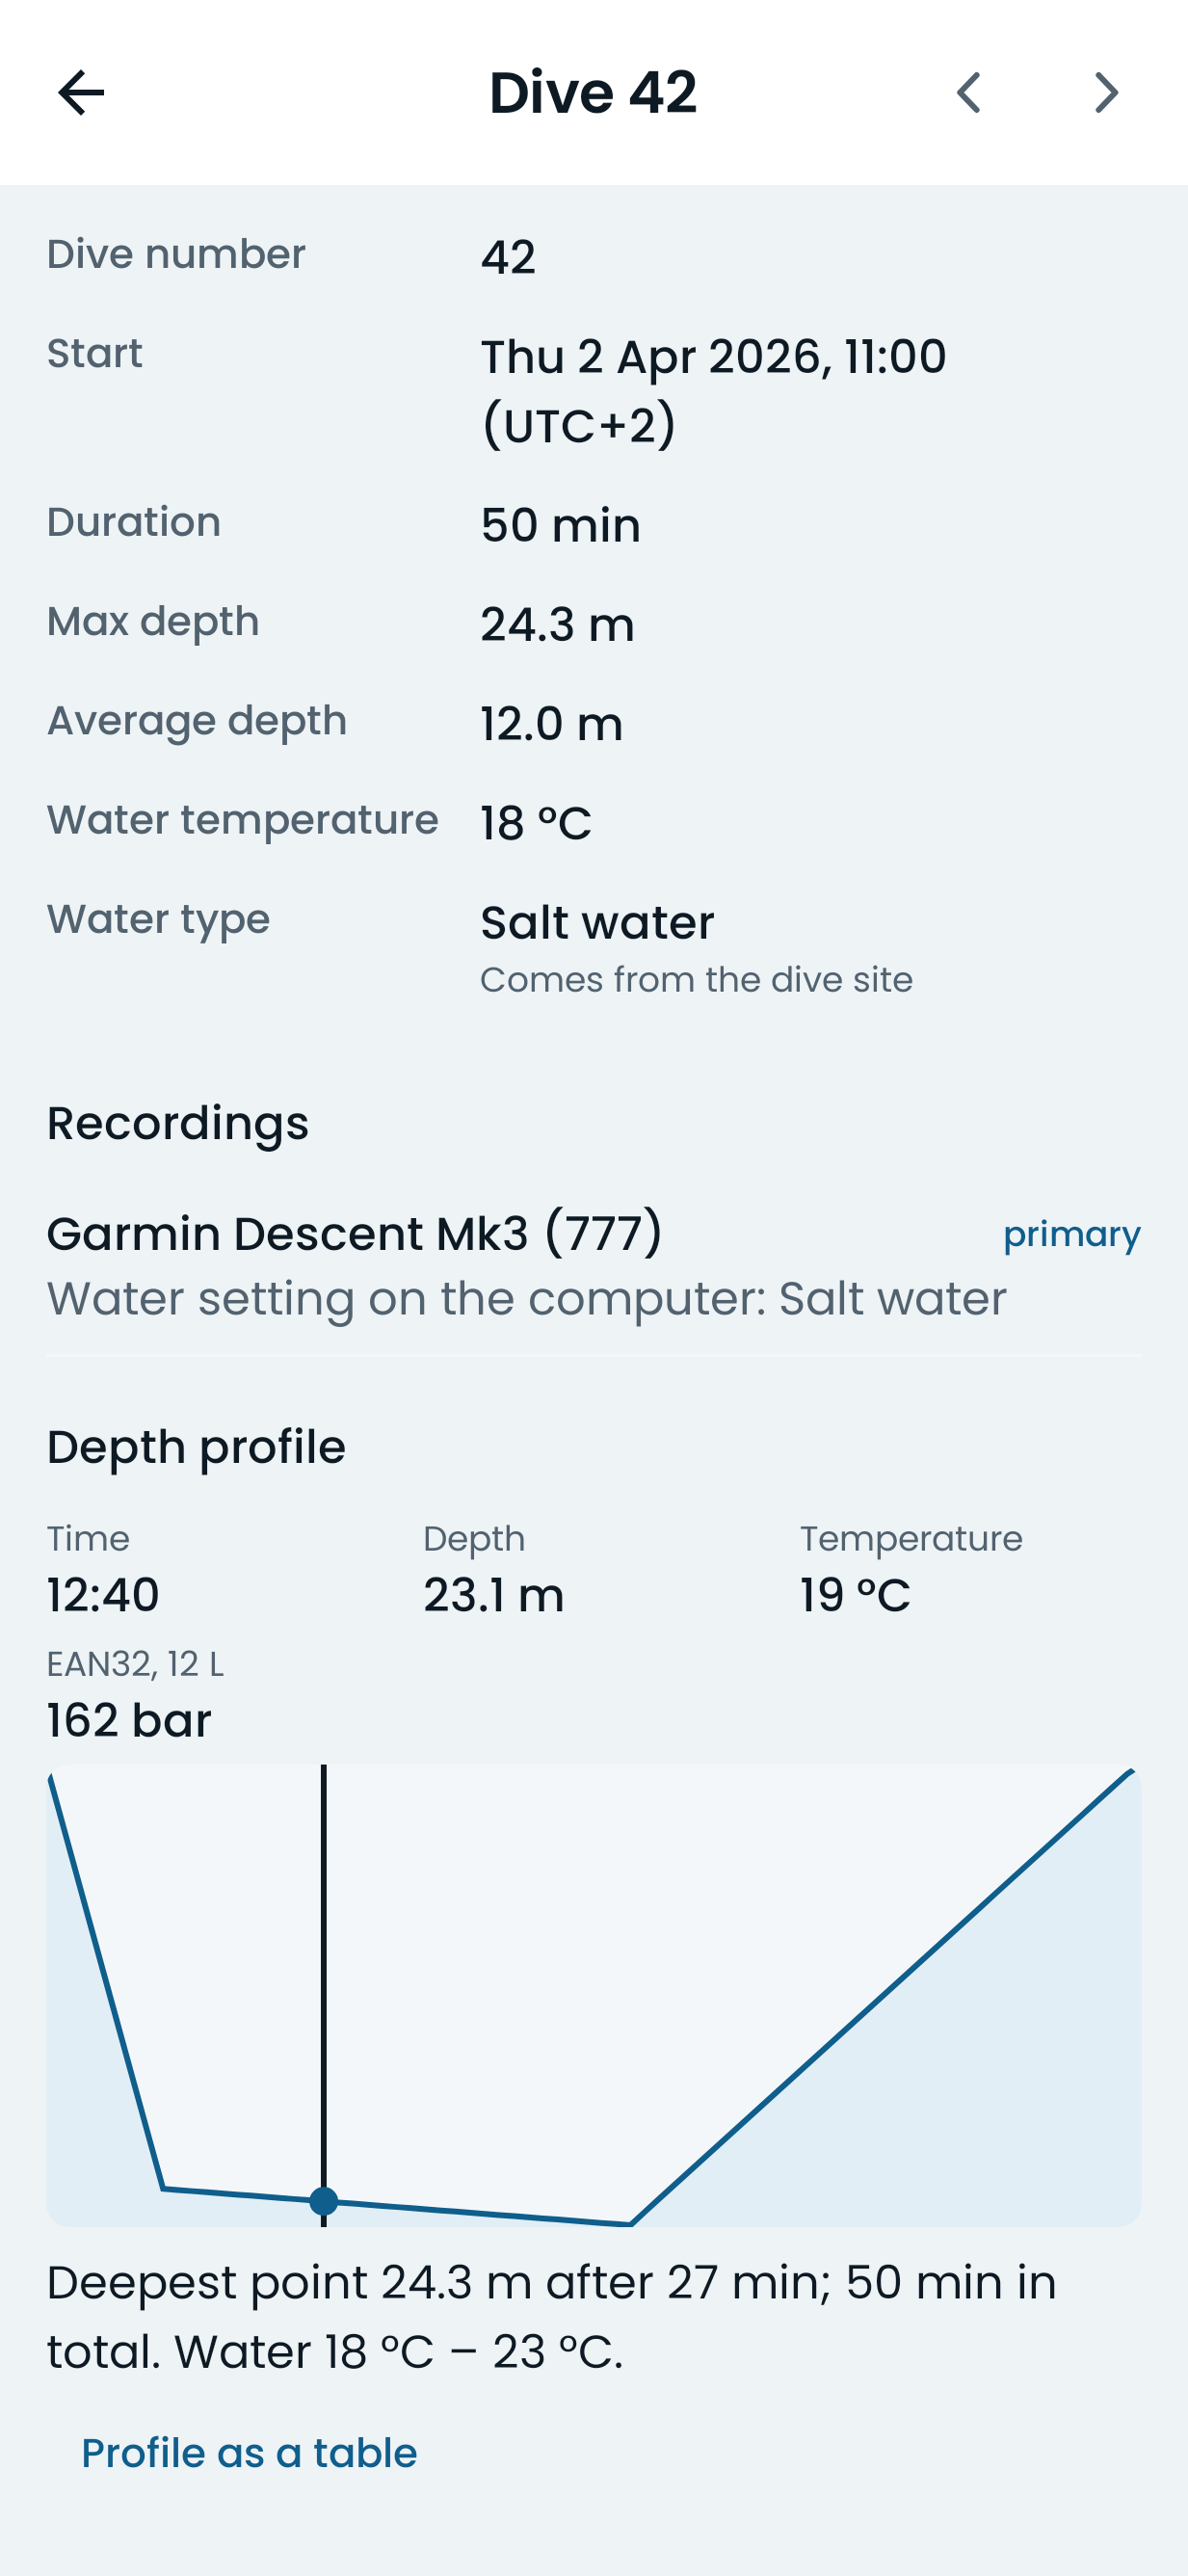 Dive 42
Dive number 42
Start Thu 2 Apr 2026, 11:00
(UTC+2)
Duration 50 min
Max depth 24.3 m
Average depth 12.0 m
Water temperature 18 °C
Water type Salt water
Comes from the dive site
Recordings
Garmin Descent Mk3 (777) primary
Water setting on the computer: Salt water
Depth profile
Time Depth Temperature
12:40 23.1 m 19 °C
EAN32, 12 L
162 bar
Deepest point 24.3 m after 27 min; 50 min in
total. Water 18 °C – 23 °C.
Profile as a table